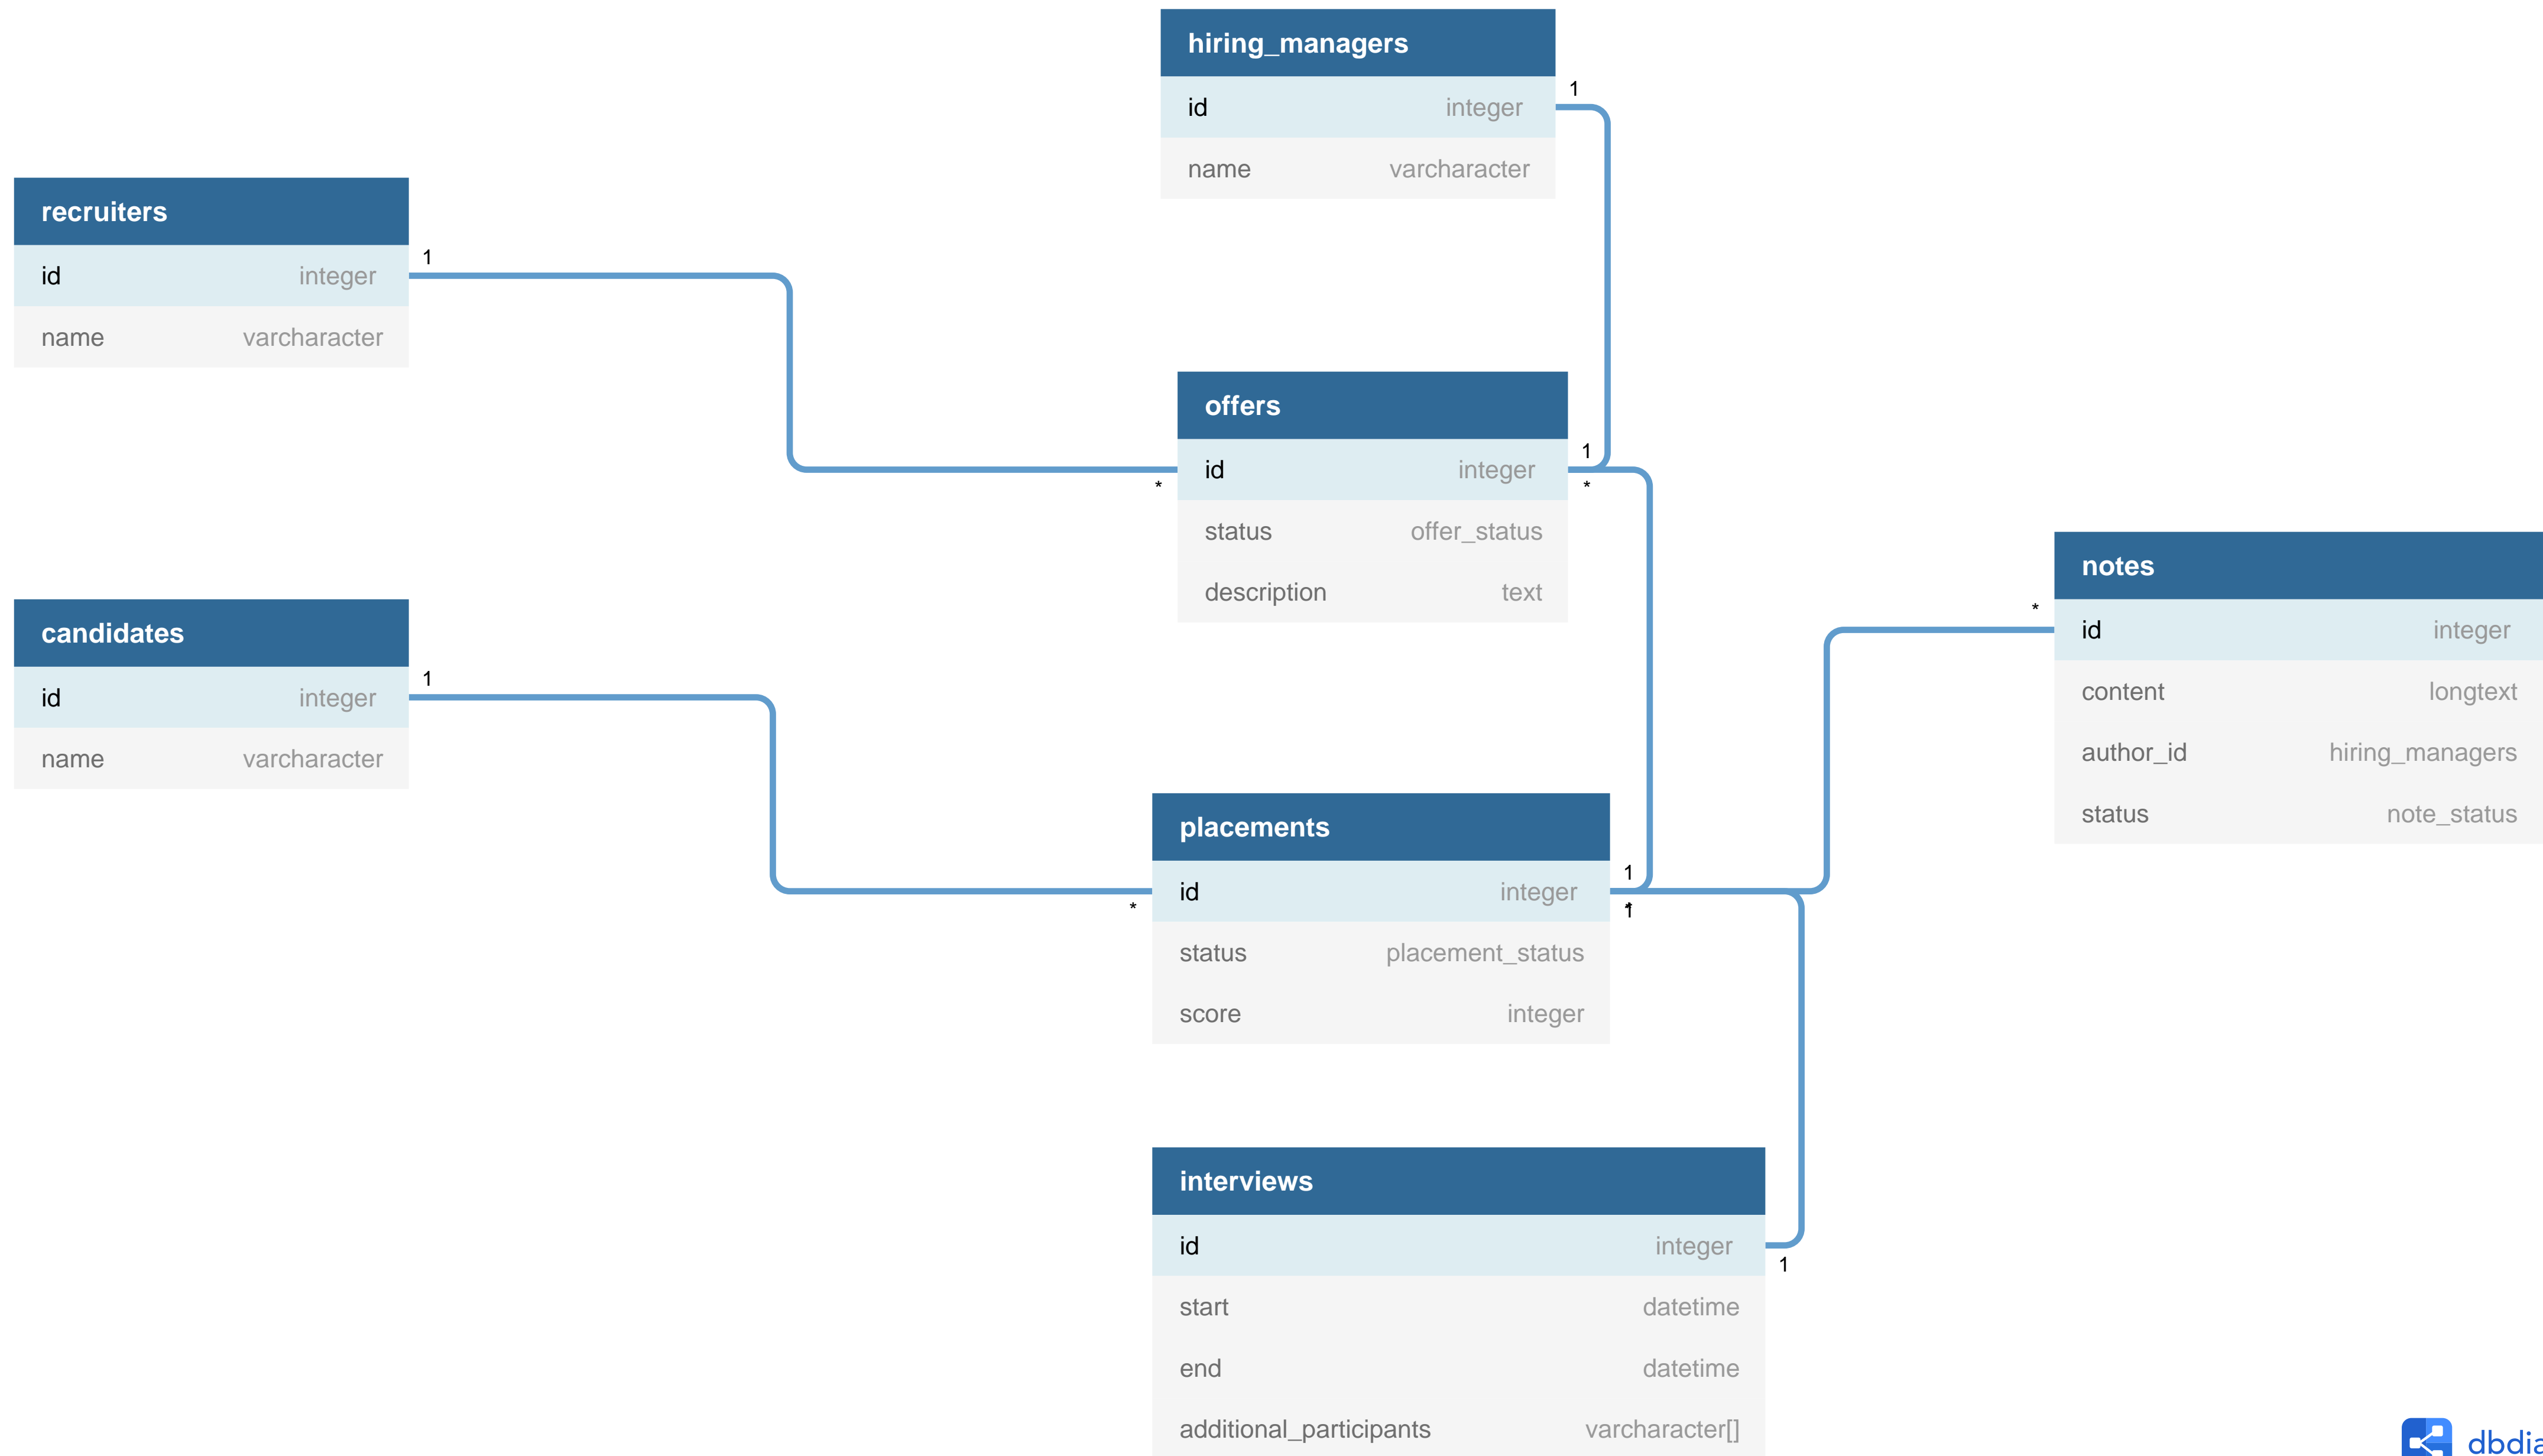 hiring_managers
1
id integer
name varcharacter
recruiters
1
id integer
name varcharacter
offers
1
id integer
* *
status offer_status
description text
notes
*
id integer
content longtext
author_id hiring_managers
status note_status
candidates
1
id integer
name varcharacter
placements
1
id integer
* * 1
status placement_status
score integer
interviews
id integer
1
start datetime
end datetime
additional_participants varcharacter[]